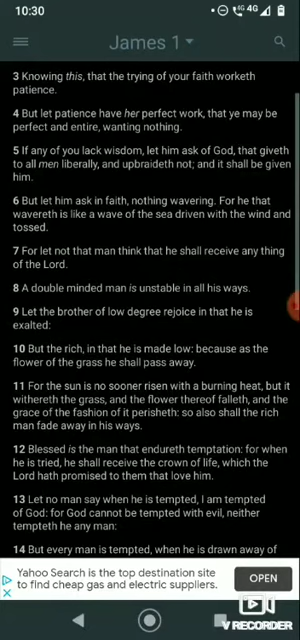 10:30
4G 4G
James 1
3 Knowing this, that the trying of your faith worketh
patience.
4 But let patience have her perfect work, that ye may be
perfect and entire, wanting nothing.
5 If any of you lack wisdom, let him ask of God, that giveth
to all men liberally, and upbraideth not; and it shall be given
him.
6 But let him ask in faith, nothing wavering. For he that
wavereth is like a wave of the sea driven with the wind and
tossed.
7 For let not that man think that he shall receive any thing
of the Lord.
8 A double minded man is unstable in all his ways.
9 Let the brother of low degree rejoice in that he is
exalted:
10 But the rich, in that he is made low: because as the
flower of the grass he shall pass away.
11 For the sun is no sooner risen with a burning heat, but it
withereth the grass, and the flower thereof falleth, and the
grace of the fashion of it perisheth: so also shall the rich
man fade away in his ways.
12 Blessed is the man that endureth temptation: for when
he is tried, he shall receive the crown of life, which the
Lord hath promised to them that love him.
13 Let no man say when he is tempted, I am tempted
of God: for God cannot be tempted with evil, neither
tempteth he any man:
14 But every man is tempted, when he is drawn away of
Yahoo Search is the top destination site
to find cheap gas and electric suppliers.
OPEN
V RECORDER